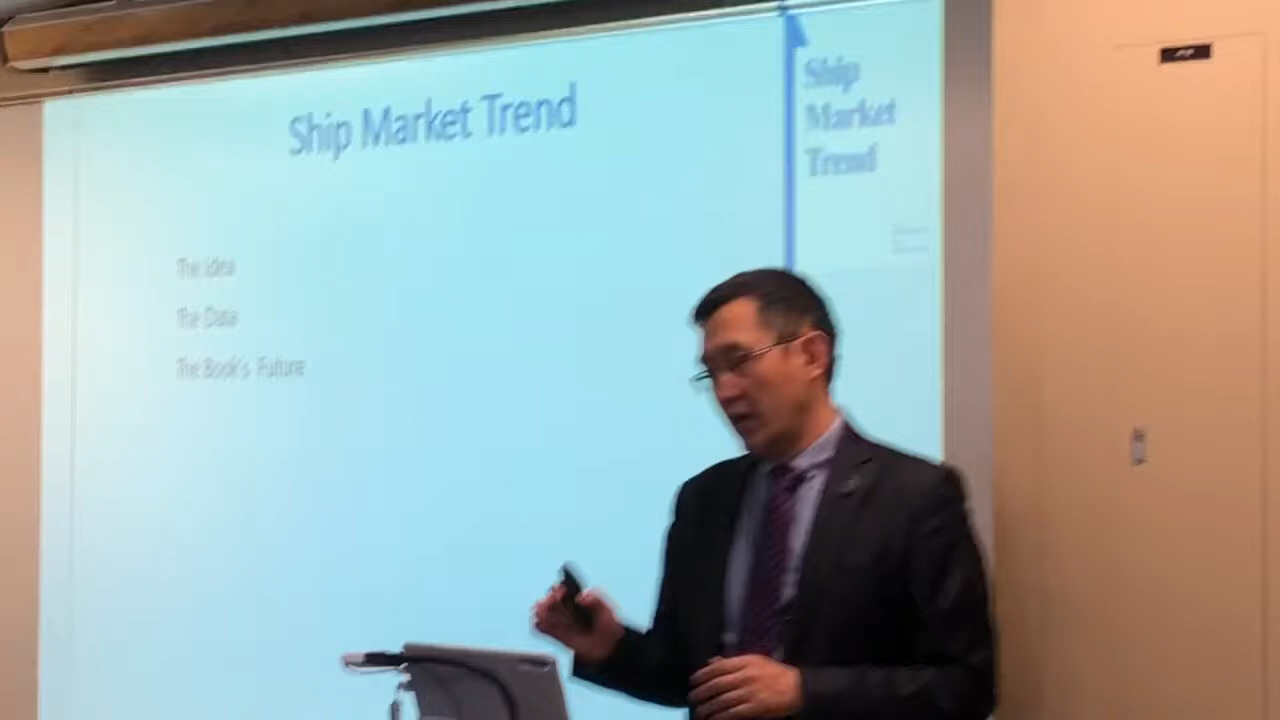 Ship Market Trend
The Idea
The Data
The Book's Future
Ship
Market
Trend